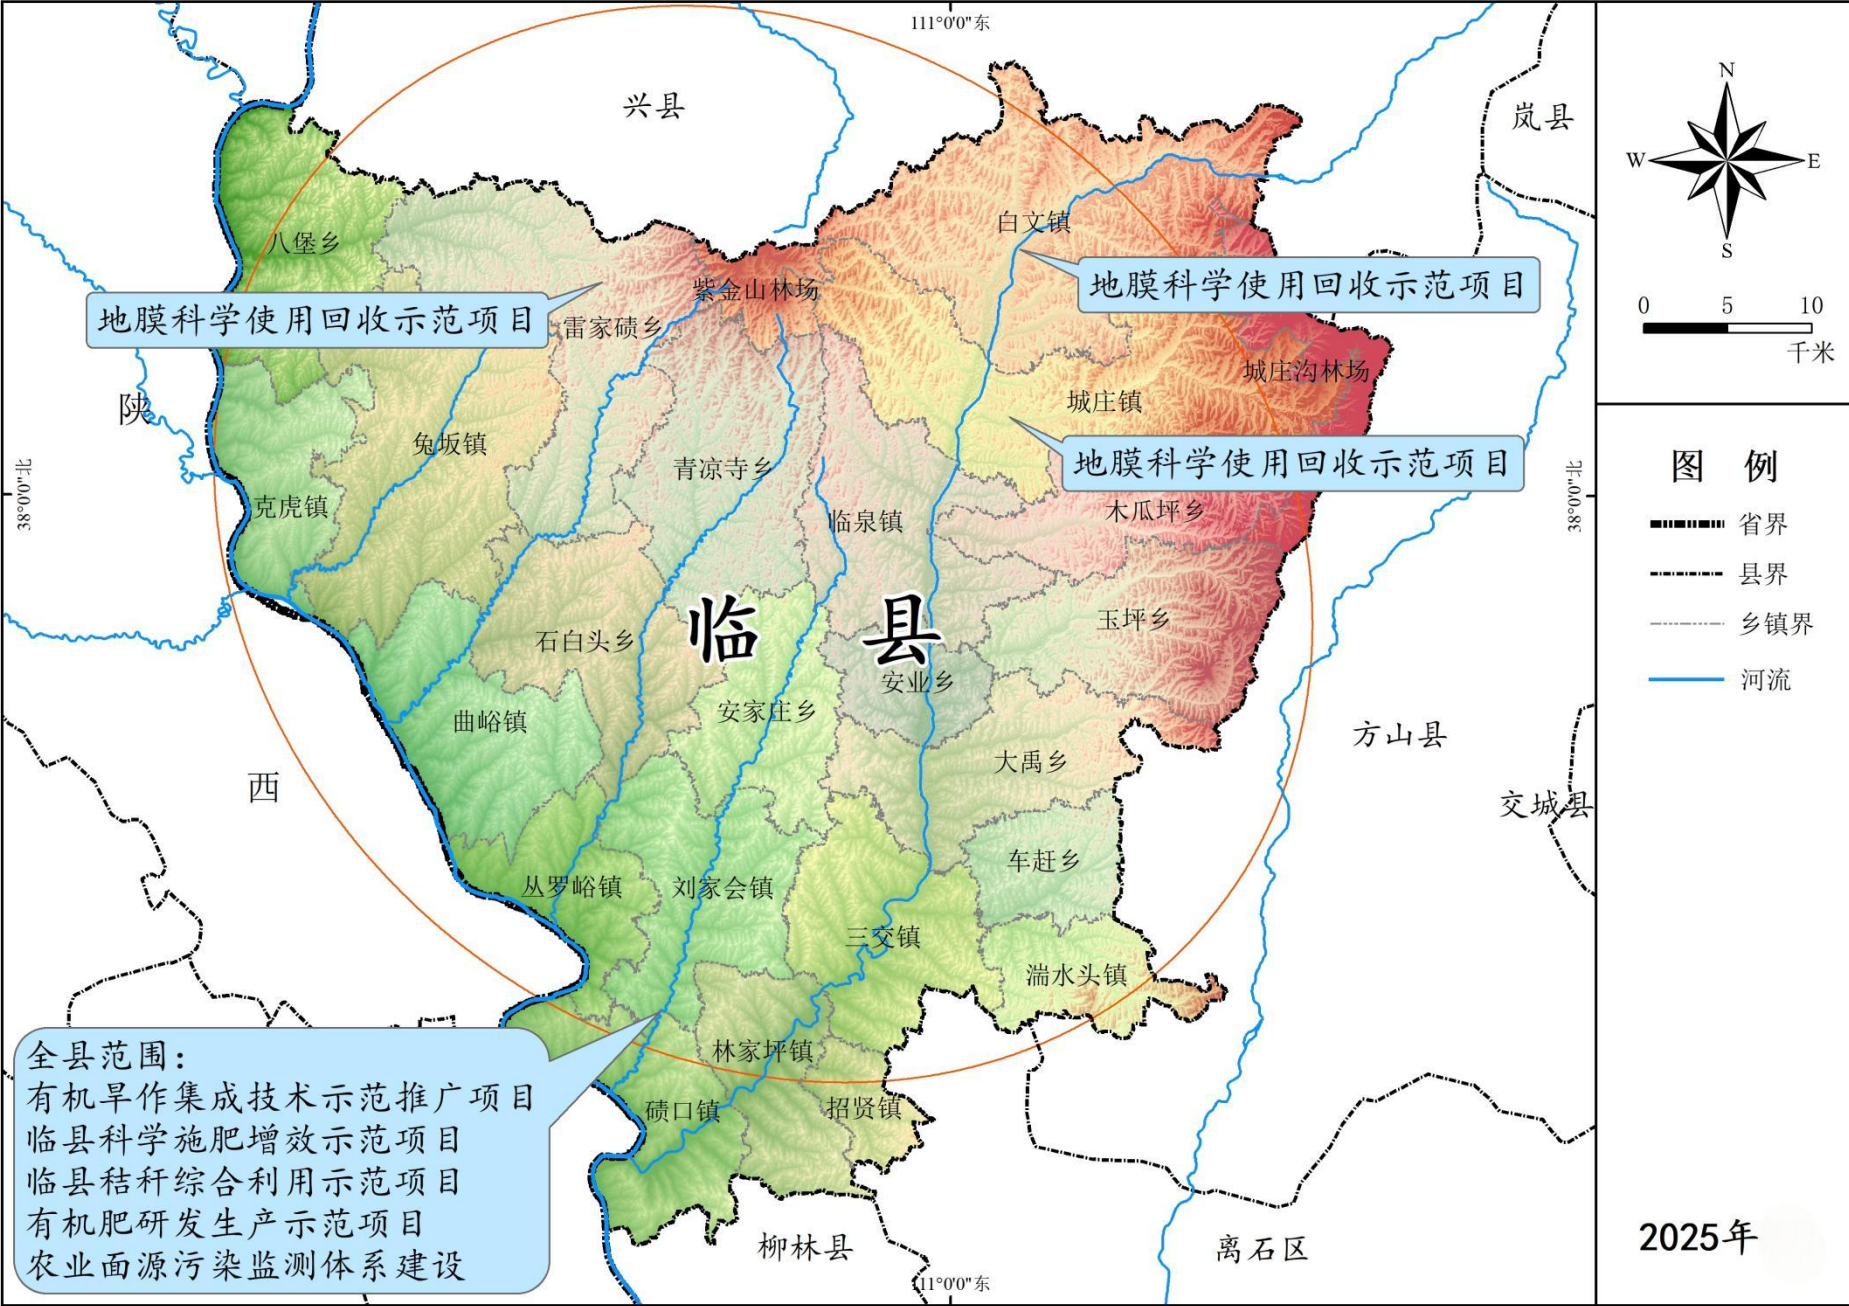 111°0'0"东
兴县
岚县
N
W
E
S
白文镇
八堡乡
地膜科学使用回收示范项目
紫金山林场
地膜科学使用回收示范项目
雷家碛乡
0 5 10
千米
城庄沟林场
城庄镇
陕
兔坂镇
青凉寺乡
地膜科学使用回收示范项目
图 例
38°0'0"北
38°0'0"北
克虎镇
临泉镇
木瓜坪乡
省界
县界
临 县
石白头乡
玉坪乡
乡镇界
安业乡
河流
曲峪镇
安家庄乡
方山县
大禹乡
西
交城县
车赶乡
丛罗峪镇
刘家会镇
三交镇
湍水头镇
林家坪镇
碛口镇
招贤镇
全县范围：
有机旱作集成技术示范推广项目
临县科学施肥增效示范项目
临县秸秆综合利用示范项目
有机肥研发生产示范项目
农业面源污染监测体系建设
柳林县
离石区
2025年
111°0'0"东